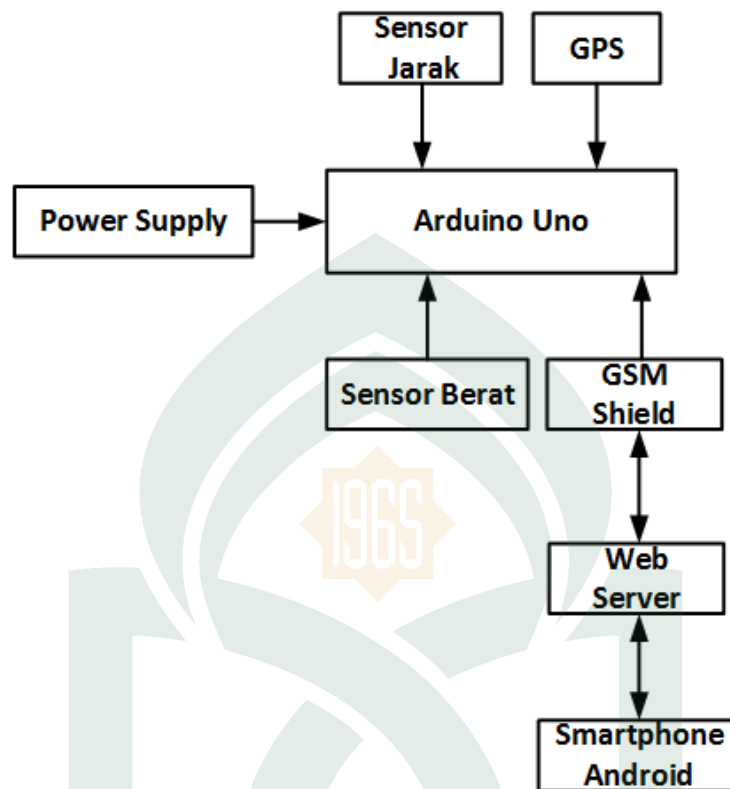 Sensor
Jarak
GPS
Power Supply
Arduino Uno
Sensor Berat
GSM
Shield
1965
Web
Server
Smartphone
Android